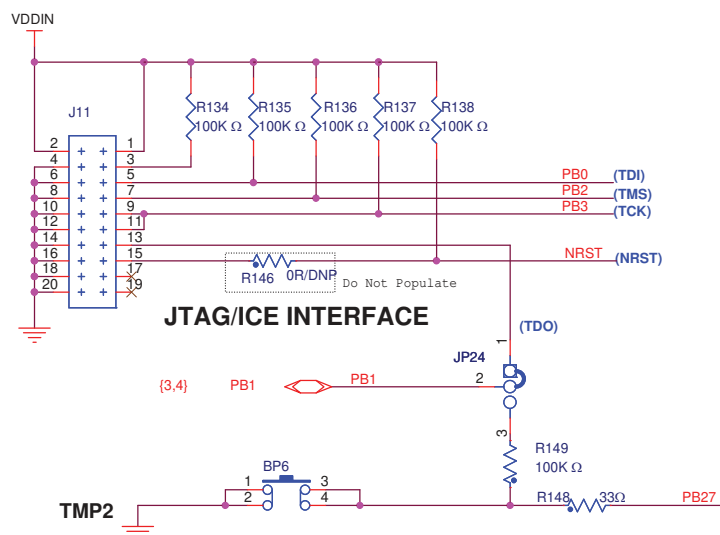 VDDIN
J11
R134 R135 R136 R137 R138
100K Ω 100K Ω 100K Ω 100K Ω 100K Ω
2 1
4 3
6 5 PB0 (TDI)
8 7 PB2 (TMS)
10 9 PB3 (TCK)
12 11
14 13
16 15 NRST (NRST)
18 17
20 19
R146 0R/DNP Do Not Populate
JTAG/ICE INTERFACE
(TDO)
1
JP24
{3,4} PB1 PB1 2
3
R149
100K Ω
BP6
1 3
2 4
R148 33Ω PB27
TMP2